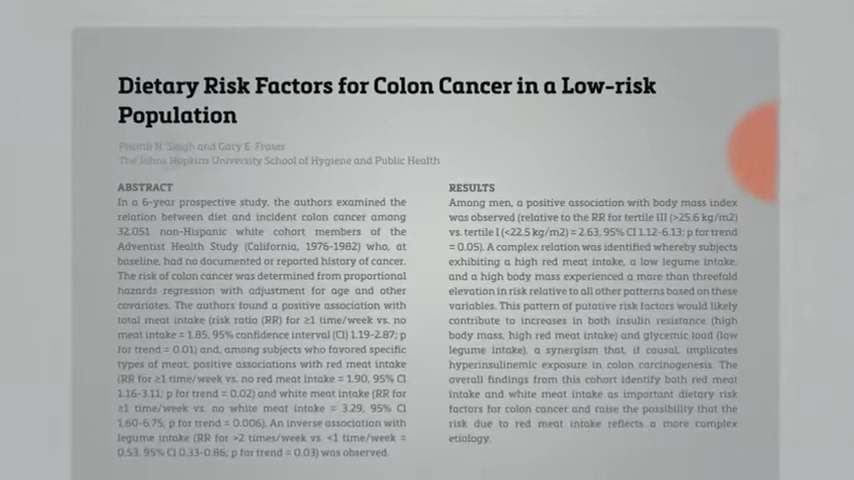 Dietary Risk Factors for Colon Cancer in a Low-risk
Population
Pramil N. Singh and Gary E. Fraser
The Johns Hopkins University School of Hygiene and Public Health
ABSTRACT
In a 6-year prospective study, the authors examined the
relation between diet and incident colon cancer among
32,051 non-Hispanic white cohort members of the
Adventist Health Study (California, 1976-1982) who, at
baseline, had no documented or reported history of cancer.
The risk of colon cancer was determined from proportional
hazards regression with adjustment for age and other
covariates. The authors found a positive association with
total meat intake (risk ratio (RR) for ≥1 time/week vs. no
meat intake = 1.85, 95% confidence interval (CI) 1.19-2.87; p
for trend = 0.01) and, among subjects who favored specific
types of meat, positive associations with red meat intake
(RR for ≥1 time/week vs. no red meat intake = 1.90, 95% CI
1.16-3.11; p for trend = 0.02) and white meat intake (RR for
≥1 time/week vs. no white meat intake = 3.29, 95% CI
1.60-6.75, p for trend = 0.006). An inverse association with
legume intake (RR for >2 times/week vs. <1 time/week =
0.53, 95% CI 0.33-0.86; p for trend = 0.03) was observed.
RESULTS
Among men, a positive association with body mass index
was observed (relative to the RR for tertile III (>25.6 kg/m2)
vs. tertile I (<22.5 kg/m2) = 2.63, 95% CI 1.12-6.13; p for trend
= 0.05). A complex relation was identified whereby subjects
exhibiting a high red meat intake, a low legume intake,
and a high body mass experienced a more than threefold
elevation in risk relative to all other patterns based on these
variables. This pattern of putative risk factors would likely
contribute to increases in both insulin resistance (high
body mass, high red meat intake) and glycemic load (low
legume intake), a synergism that, if causal, implicates
hyperinsulinemic exposure in colon carcinogenesis. The
overall findings from this cohort identify both red meat
intake and white meat intake as important dietary risk
factors for colon cancer and raise the possibility that the
risk due to red meat intake reflects a more complex
etiology.